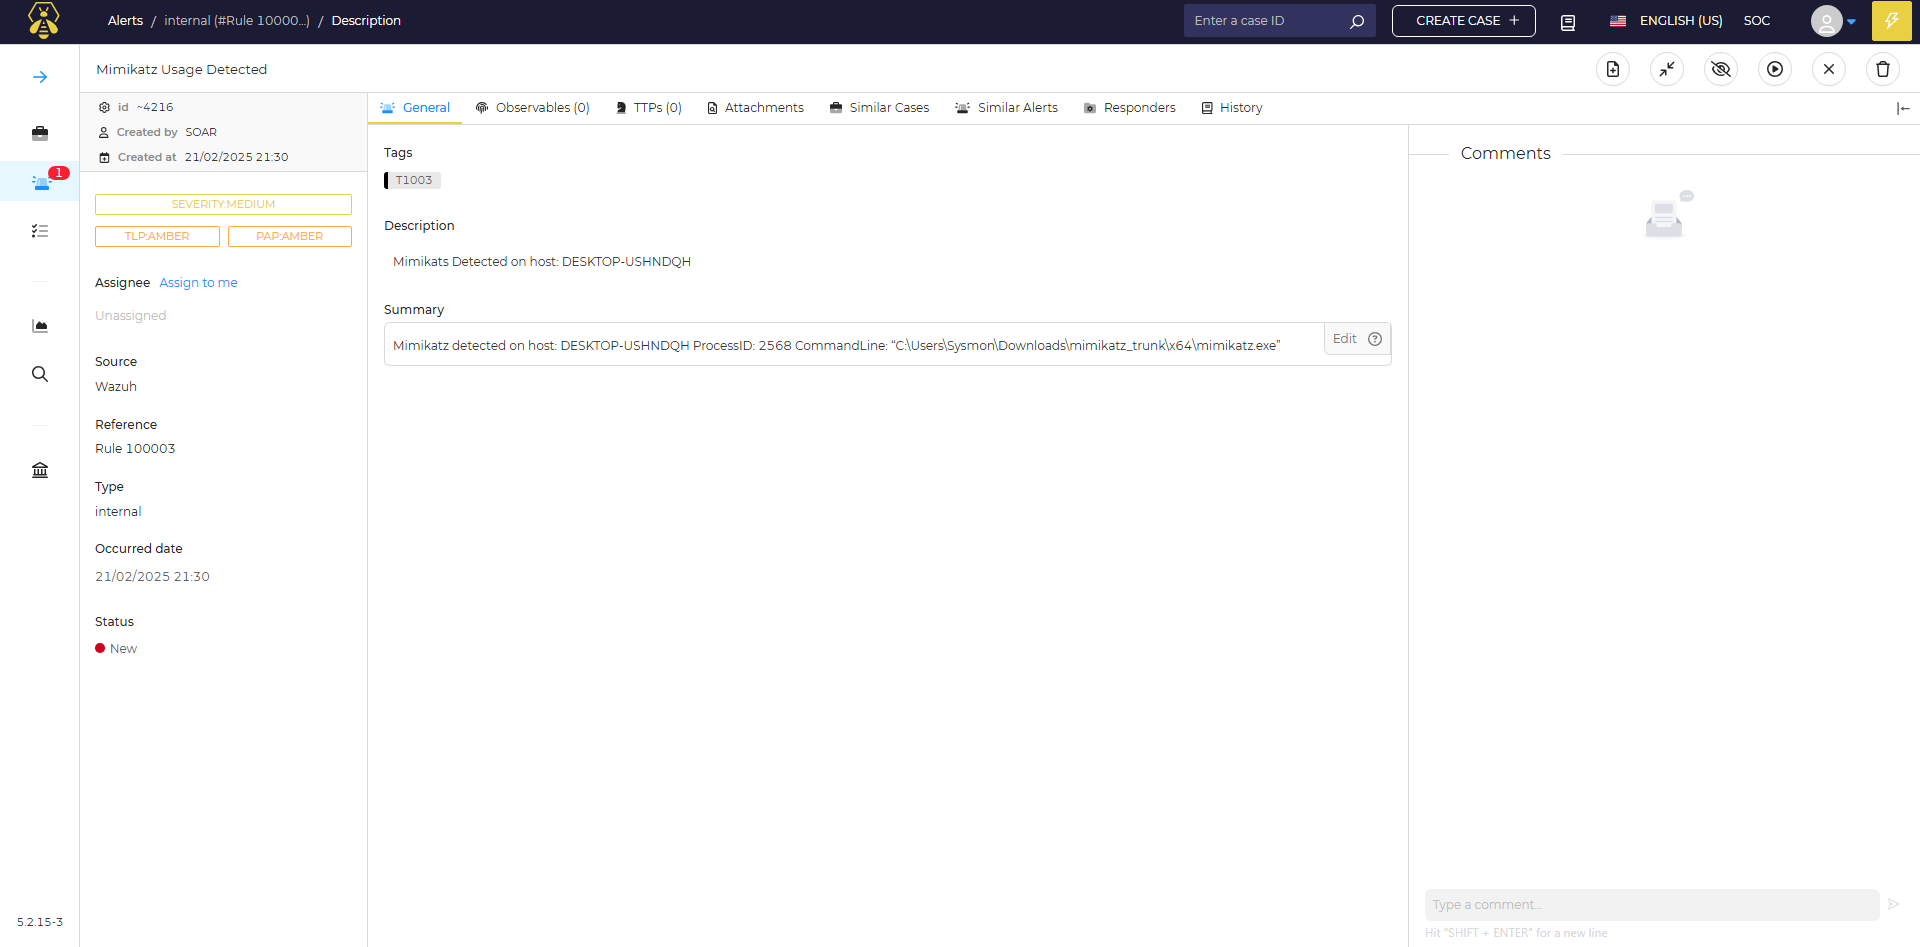 Alerts / internal (#Rule 10000...) / Description
Enter a case ID
CREATE CASE +
ENGLISH (US)
SOC
Mimikatz Usage Detected
id ~4216
Created by SOAR
Created at 21/02/2025 21:30
SEVERITY:MEDIUM
TLP:AMBER
PAP:AMBER
Assignee Assign to me
Unassigned
Source
Wazuh
Reference
Rule 100003
Type
internal
Occurred date
21/02/2025 21:30
Status
New
1
5.2.15-3
General
Observables (0)
TTPs (0)
Attachments
Similar Cases
Similar Alerts
Responders
History
Tags
T1003
Description
Mimikats Detected on host: DESKTOP-USHNDQH
Summary
Mimikatz detected on host: DESKTOP-USHNDQH ProcessID: 2568 CommandLine: “C:\Users\Sysmon\Downloads\mimikatz_trunk\x64\mimikatz.exe”
Edit ?
Comments
Type a comment...
Hit "SHIFT + ENTER" for a new line